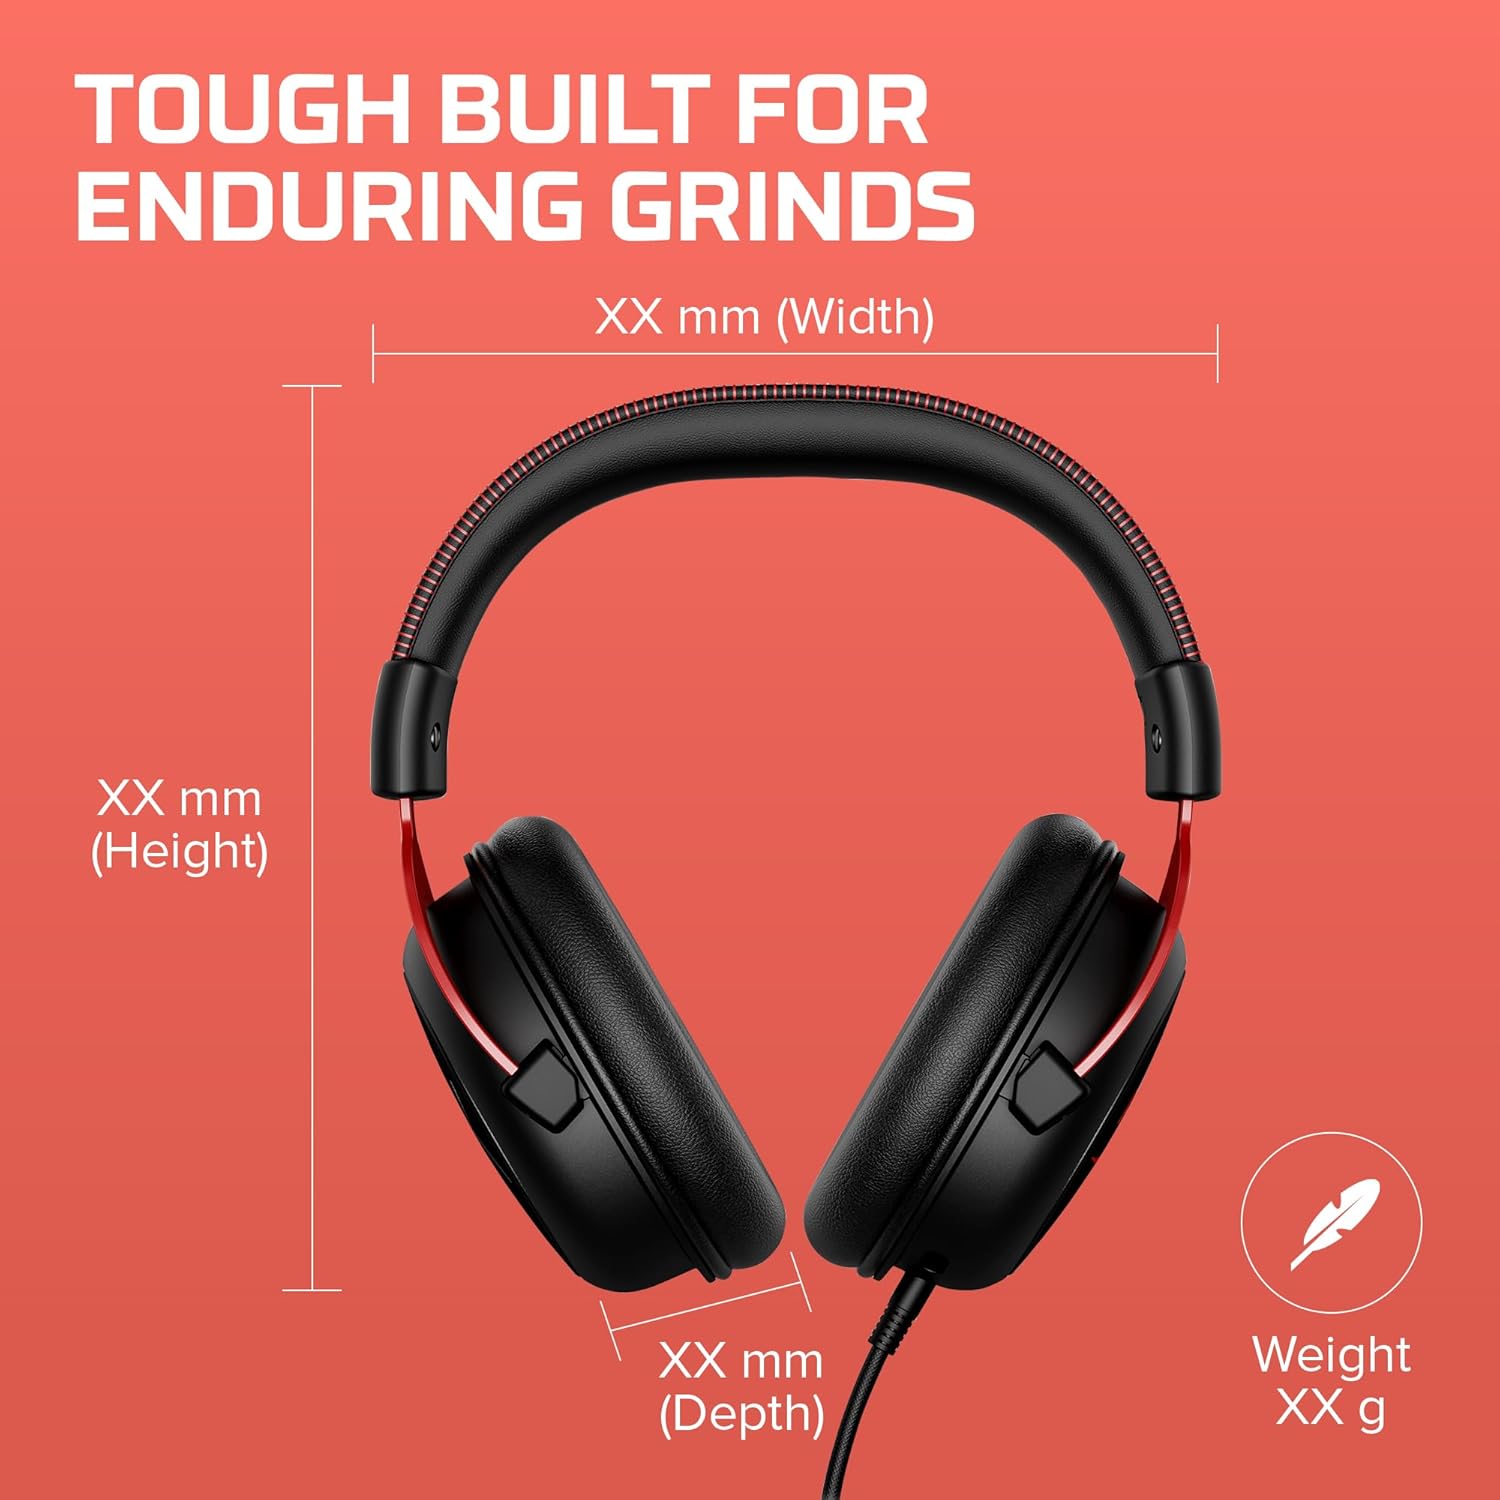 TOUGH BUILT FOR
ENDURING GRINDS
XX mm (Width)
XX mm
(Height)
XX mm
(Depth)
Weight
XX g